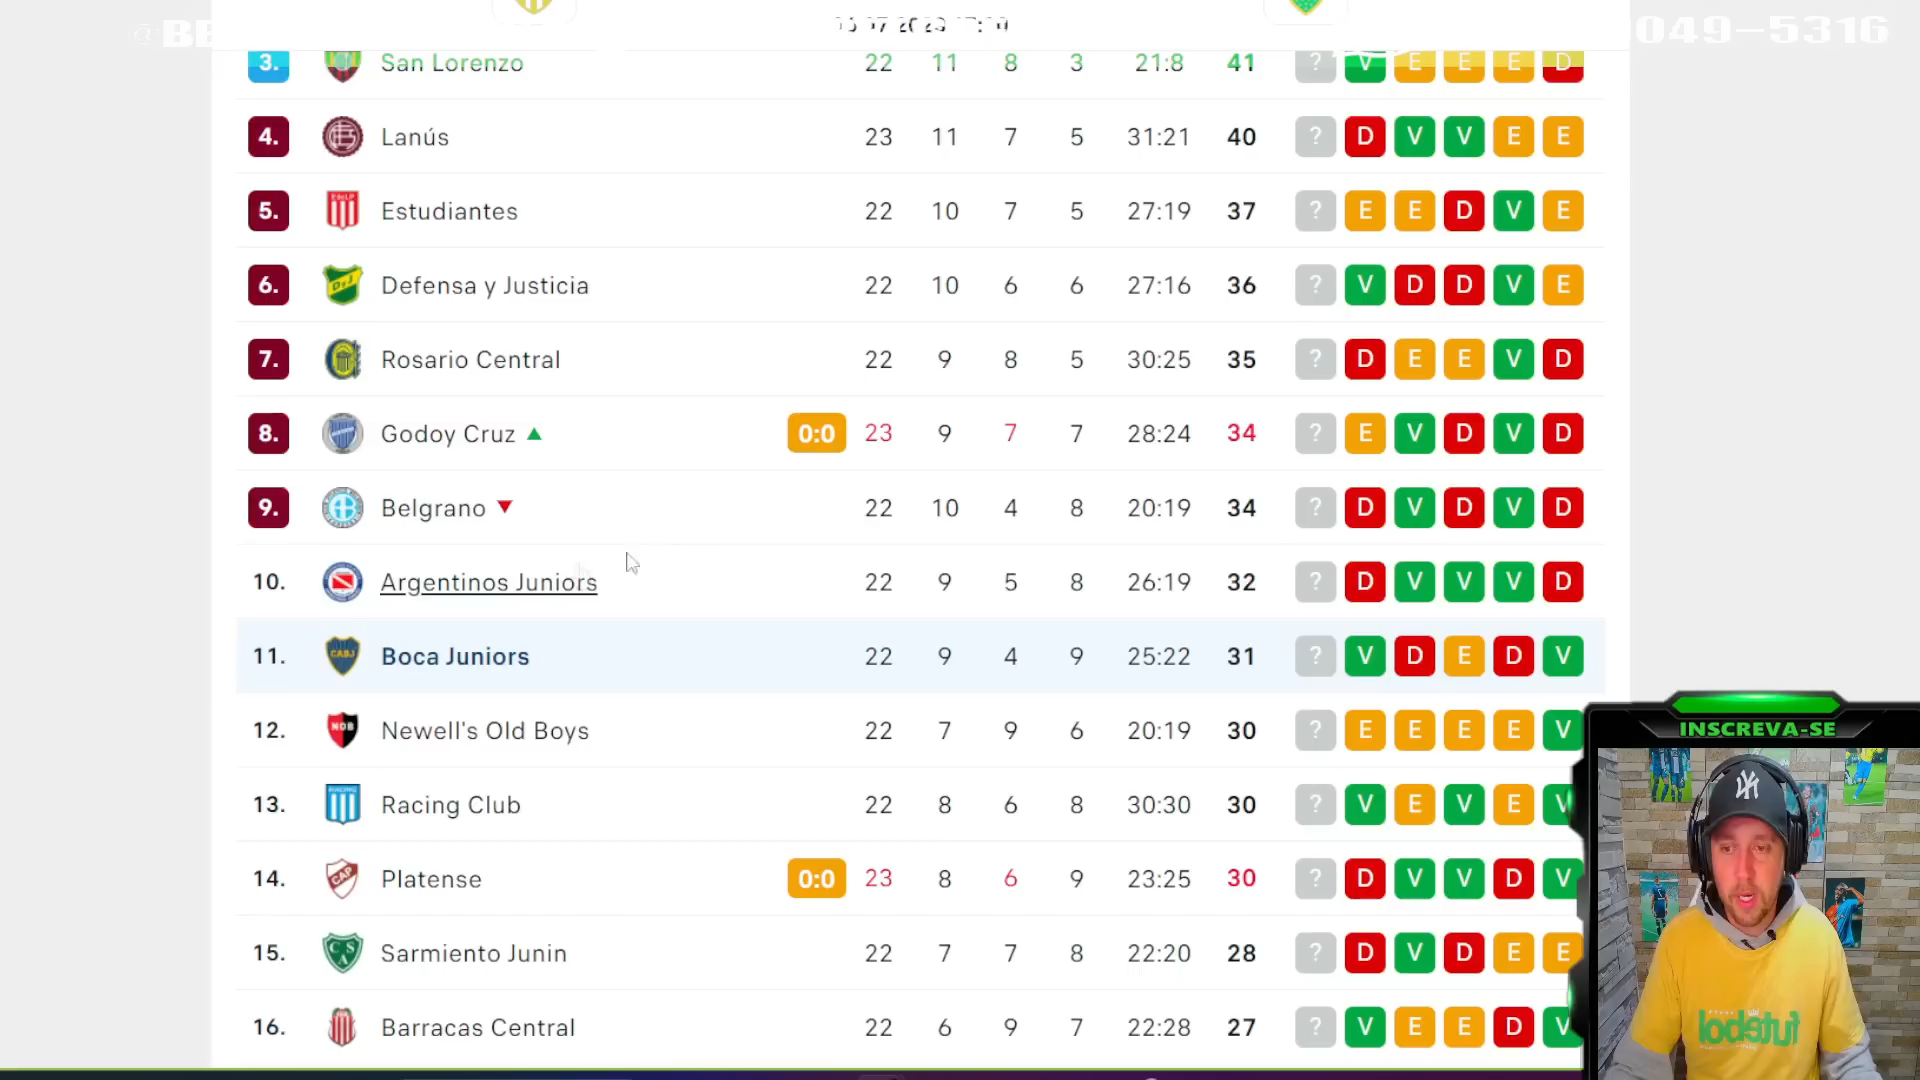 @BE
049-5316
3. San Lorenzo 22 11 8 3 21:8 41 ? V E E E D
4. Lanús 23 11 7 5 31:21 40 ? D V V E E
5. Estudiantes 22 10 7 5 27:19 37 ? E E D V E
6. Defensa y Justicia 22 10 6 6 27:16 36 ? V D D V E
7. Rosario Central 22 9 8 5 30:25 35 ? D E E V D
8. Godoy Cruz 0:0 23 9 7 7 28:24 34 ? E V D V D
9. Belgrano 22 10 4 8 20:19 34 ? D V D V D
10. Argentinos Juniors 22 9 5 8 26:19 32 ? D V V V D
11. Boca Juniors 22 9 4 9 25:22 31 ? V D E D V
12. Newell's Old Boys 22 7 9 6 20:19 30 ? E E E E V
13. Racing Club 22 8 6 8 30:30 30 ? V E V E V
14. Platense 0:0 23 8 6 9 23:25 30 ? D V V D V
15. Sarmiento Junin 22 7 7 8 22:20 28 ? D V D E E
16. Barracas Central 22 6 9 7 22:28 27 ? V E E D V
INSCREVA-SE
futebol